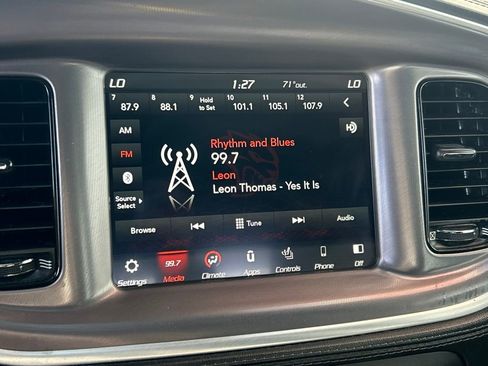 LO 1:27 71°out. LO
7 87.9 8 88.1 9 Hold to Set 10 101.1 11 105.1 12 107.9
AM
FM
Source Select
Rhythm and Blues
99.7
Leon
Leon Thomas - Yes It Is
Browse Tune Audio
Settings 99.7 Media Climate Apps Controls Phone Off